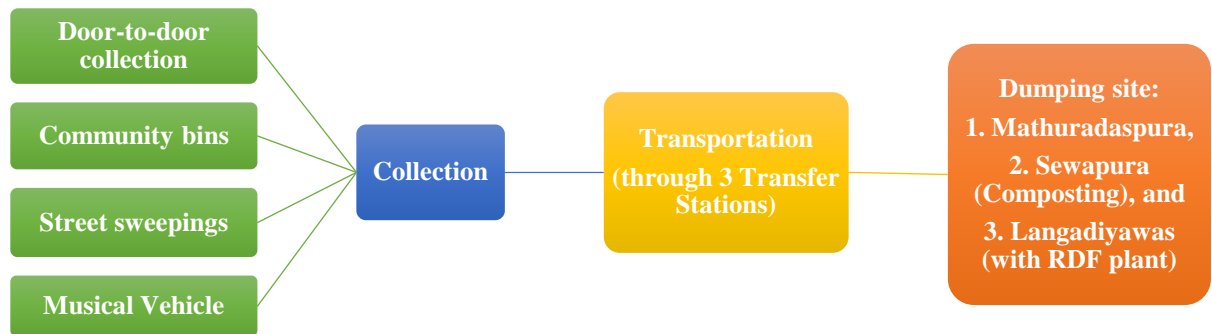 Door-to-door
collection
Community bins
Street sweepings
Musical Vehicle
Collection
Transportation
(through 3 Transfer
Stations)
Dumping site:
1. Mathuradaspura,
2. Sewapura
(Composting), and
3. Langadiyawas
(with RDF plant)